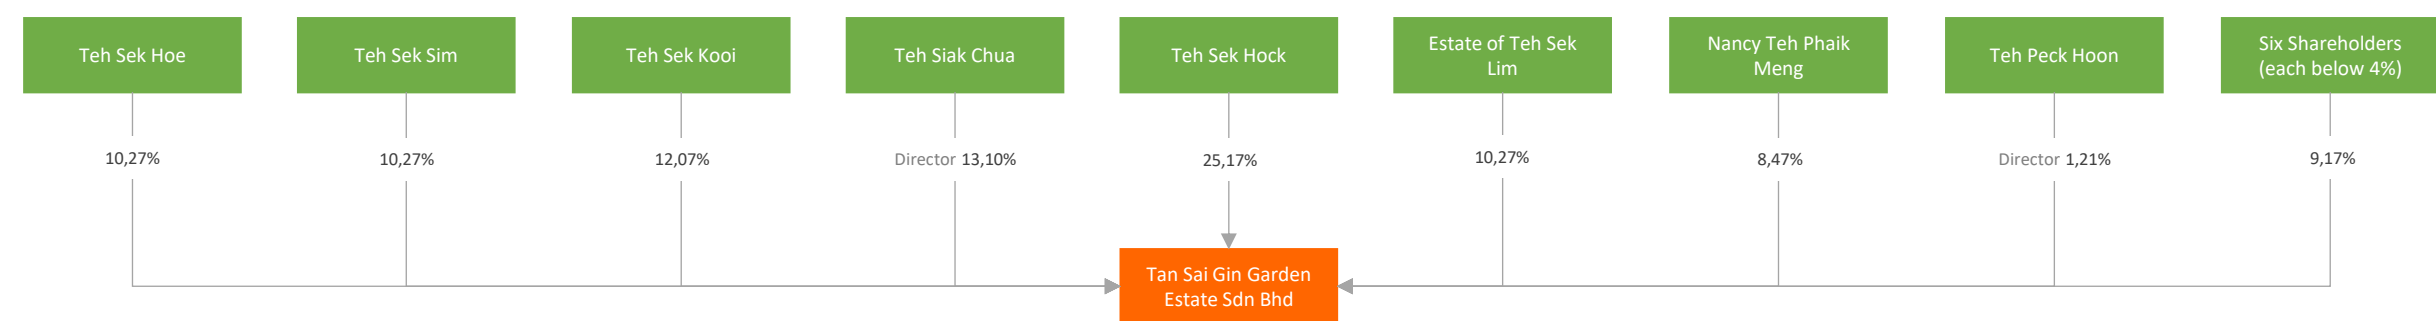 Teh Sek Hoe
Teh Sek Sim
Teh Sek Kooi
Teh Siak Chua
Teh Sek Hock
Estate of Teh Sek
Lim
Nancy Teh Phaik
Meng
Teh Peck Hoon
Six Shareholders
(each below 4%)
10,27%
10,27%
12,07%
Director 13,10%
25,17%
10,27%
8,47%
Director 1,21%
9,17%
Tan Sai Gin Garden
Estate Sdn Bhd